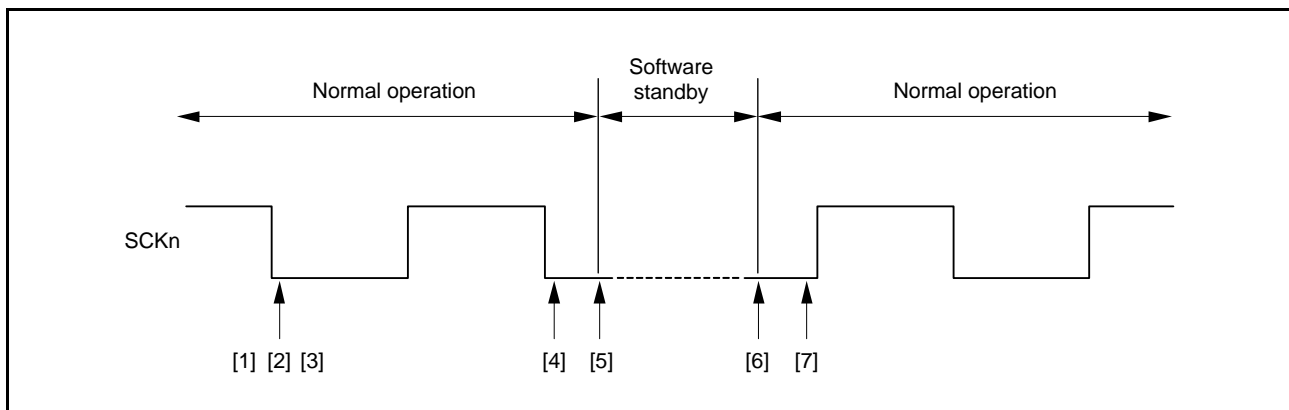 Normal operation
Software
standby
Normal operation
SCKn
[1] [2] [3]
[4]
[5]
[6]
[7]